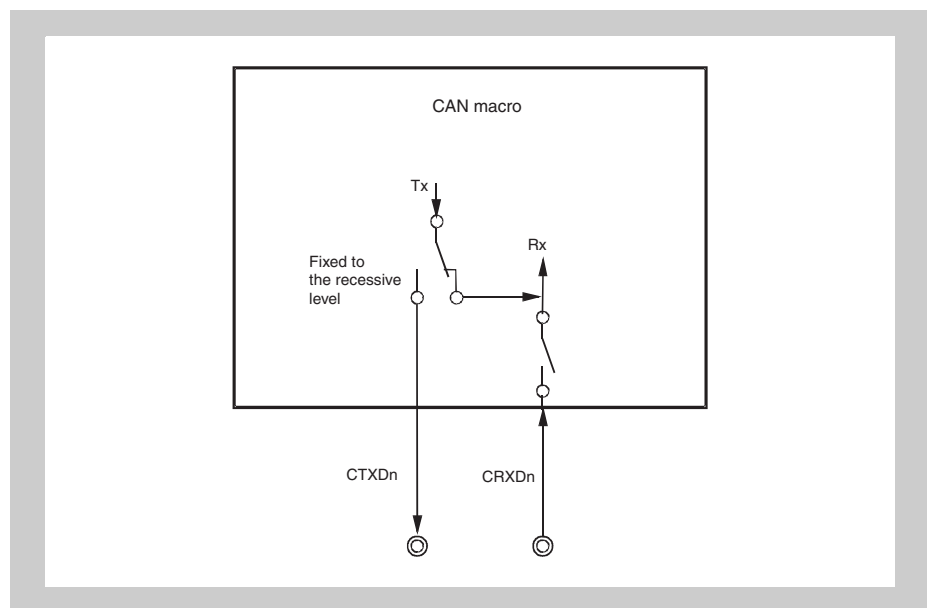 CAN macro
Tx
Rx
Fixed to
the recessive
level
CTXDn
CRXDn